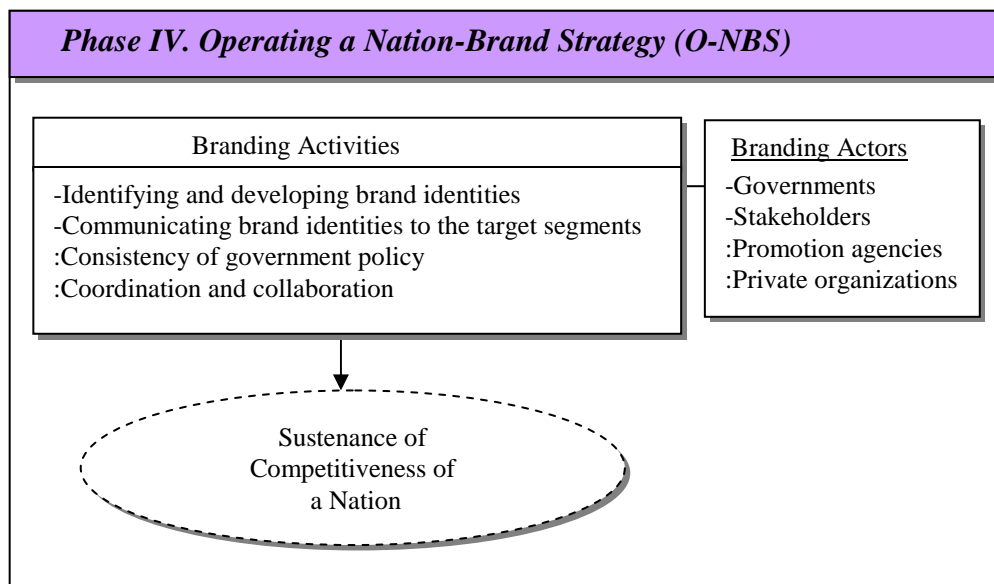 Phase IV. Operating a Nation-Brand Strategy (O-NBS)
Branding Activities
-Identifying and developing brand identities
-Communicating brand identities to the target segments
:Consistency of government policy
:Coordination and collaboration
Branding Actors
-Governments
-Stakeholders
:Promotion agencies
:Private organizations
Sustenance of
Competitiveness of
a Nation